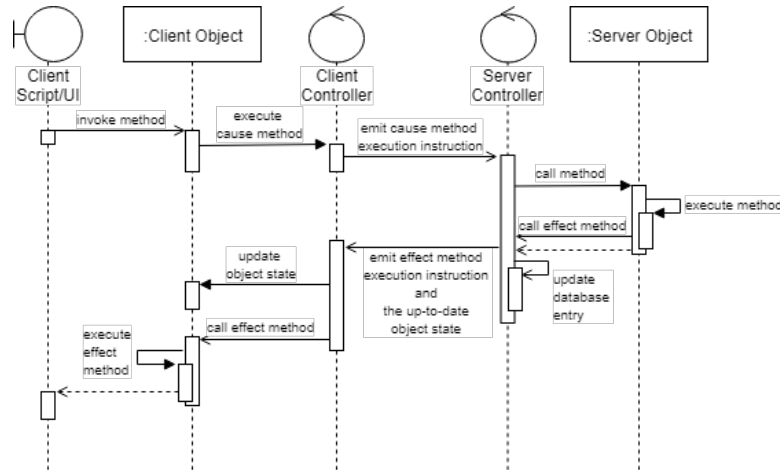 :Client Object
:Server Object
Client
Script/UI
Client
Controller
Server
Controller
invoke method
execute
cause method
emit cause method
execution instruction
call method
execute method
call effect method
update
object state
emit effect method
execution instruction
and
the up-to-date
object state
update
database
entry
call effect method
execute
effect
method